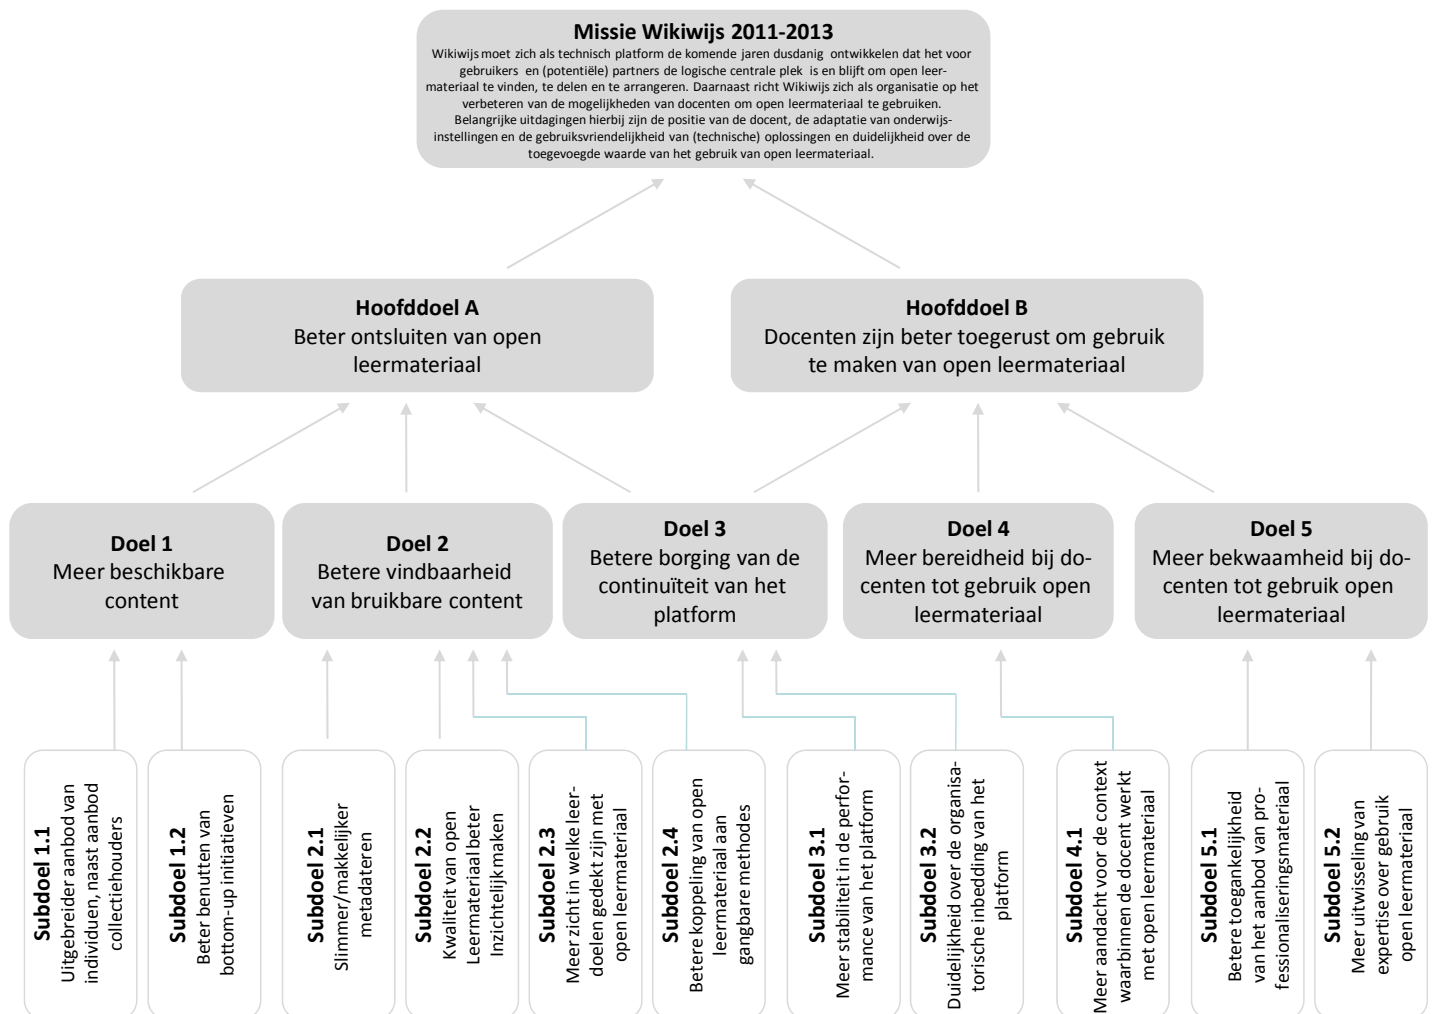 Missie Wikiwijs 2011-2013
Wikiwijs moet zich als technisch platform de komende jaren dusdanig ontwikkelen dat het voor
gebruikers en (potentiële) partners de logische centrale plek is en blijft om open leer-
materiaal te vinden, te delen en te arrangeren. Daarnaast richt Wikiwijs zich als organisatie op het
verbeteren van de mogelijkheden van docenten om open leermateriaal te gebruiken.
Belangrijke uitdagingen hierbij zijn de positie van de docent, de adaptatie van onderwijs-
instellingen en de gebruiksvriendelijkheid van (technische) oplossingen en duidelijkheid over de
toegevoegde waarde van het gebruik van open leermateriaal.
Hoofddoel A
Beter ontsluiten van open
leermateriaal
Hoofddoel B
Docenten zijn beter toegerust om gebruik
te maken van open leermateriaal
Doel 1
Meer beschikbare
content
Doel 2
Betere vindbaarheid
van bruikbare content
Doel 3
Betere borging van de
continuïteit van het
platform
Doel 4
Meer bereidheid bij do-
centen tot gebruik open
leermateriaal
Doel 5
Meer bekwaamheid bij do-
centen tot gebruik open
leermateriaal
Subdoel 1.1
Uitgebreider aanbod van
individuen, naast aanbod
collectiehouders
Subdoel 1.2
Beter benutten van
bottom-up initiatieven
Subdoel 2.1
Slimmer/makkelijker
metadateren
Subdoel 2.2
Kwaliteit van open
Leermateriaal beter
Inzichtelijk maken
Subdoel 2.3
Meer zicht in welke leer-
doelen gedekt zijn met
open leermateriaal
Subdoel 2.4
Betere koppeling van open
leermateriaal aan
gangbare methodes
Subdoel 3.1
Meer stabiliteit in de perfor-
mance van het platform
Subdoel 3.2
Duidelijkheid over de organisa-
torische inbedding van het
platform
Subdoel 4.1
Meer aandacht voor de context
waarbinnen de docent werkt
met open leermateriaal
Subdoel 5.1
Betere toegankelijkheid
van het aanbod van pro-
fessionaliseringsmateriaal
Subdoel 5.2
Meer uitwisseling van
expertise over gebruik
open leermateriaal